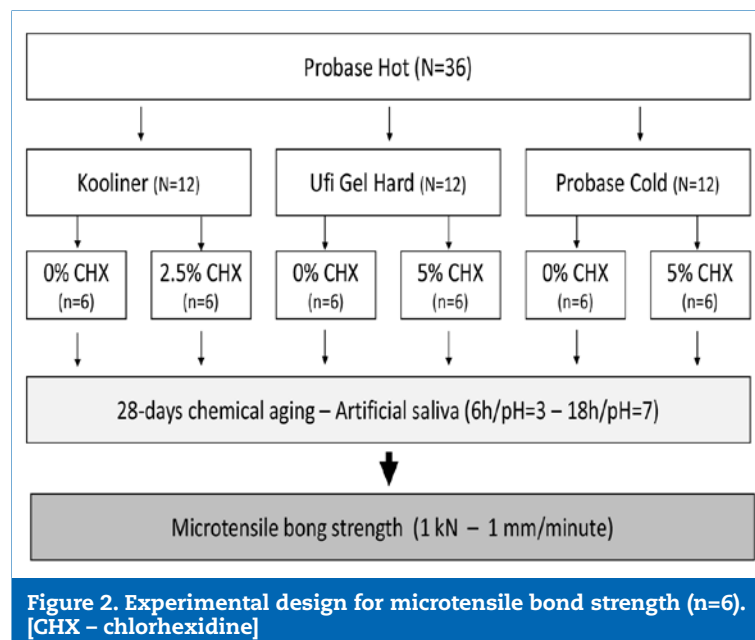 Probase Hot (N=36)
Kooliner (N=12)
Ufi Gel Hard (N=12)
Probase Cold (N=12)
0% CHX
(n=6)
2.5% CHX
(n=6)
0% CHX
(n=6)
5% CHX
(n=6)
0% CHX
(n=6)
5% CHX
(n=6)
28-days chemical aging – Artificial saliva (6h/pH=3 – 18h/pH=7)
Microtensile bong strength (1 kN – 1 mm/minute)
Figure 2. Experimental design for microtensile bond strength (n=6).
[CHX – chlorhexidine]